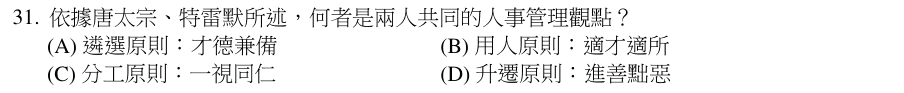 31. 依據唐太宗、特雷默所述，何者是兩人共同的人事管理觀點？
(A) 遴選原則：才德兼備 (B) 用人原則：適才適所
(C) 分工原則：一視同仁 (D) 升遷原則：進善黜惡